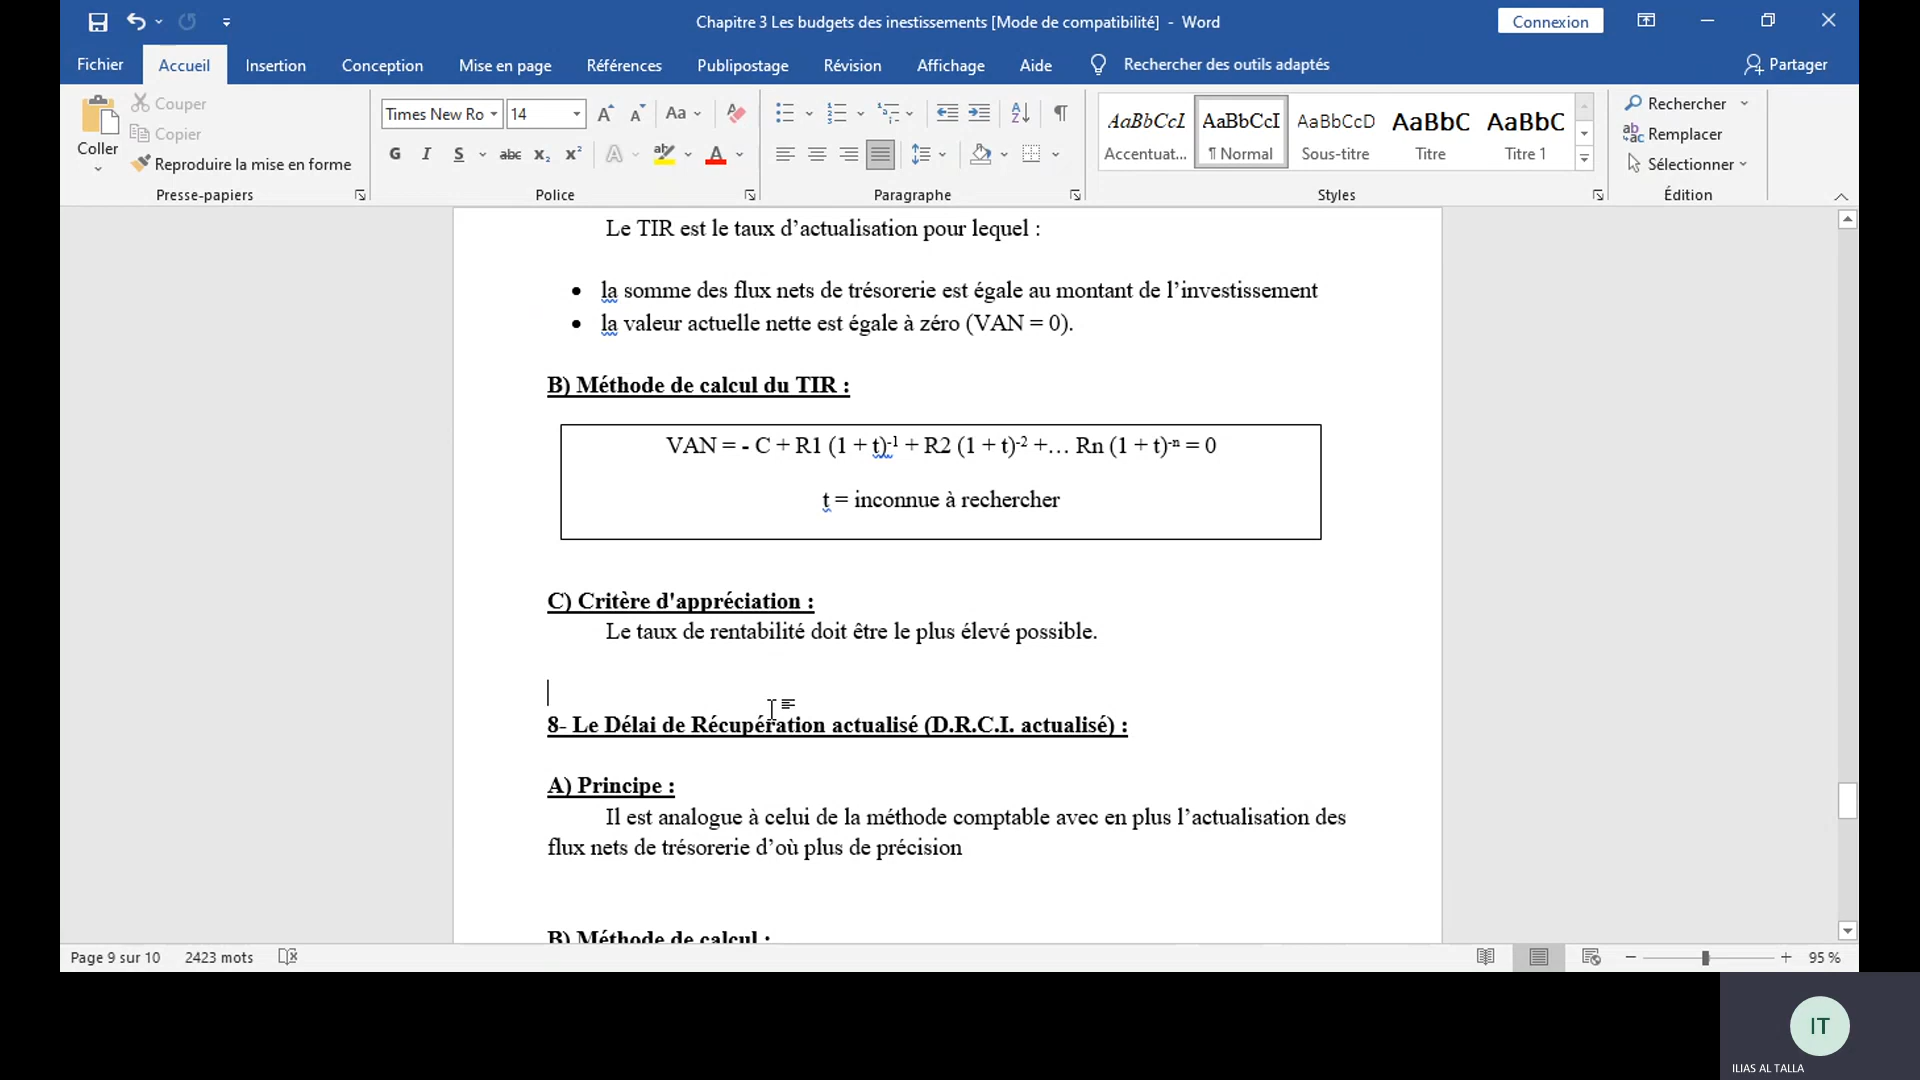 Chapitre 3 Les budgets des inestissements [Mode de compatibilité] - Word
Connexion
Fichier
Accueil
Insertion
Conception
Mise en page
Références
Publipostage
Révision
Affichage
Aide
Rechercher des outils adaptés
Partager
Coller
Couper
Copier
Reproduire la mise en forme
Presse-papiers
Times New Ro
14
Aa
G I S abc x₂ x²
A
A
Police
Paragraphe
AaBbCcI
Accentuat...
AaBbCcI
¶ Normal
AaBbCcD
Sous-titre
AaBbC
Titre
AaBbC
Titre 1
Styles
Rechercher
Remplacer
Sélectionner
Édition
Le TIR est le taux d’actualisation pour lequel :
• la somme des flux nets de trésorerie est égale au montant de l’investissement
• la valeur actuelle nette est égale à zéro (VAN = 0).
B) Méthode de calcul du TIR :
VAN = - C + R1 (1 + t)⁻¹ + R2 (1 + t)⁻² +… Rn (1 + t)⁻ⁿ = 0
t = inconnue à rechercher
C) Critère d'appréciation :
Le taux de rentabilité doit être le plus élevé possible.
8- Le Délai de Récupération actualisé (D.R.C.I. actualisé) :
A) Principe :
Il est analogue à celui de la méthode comptable avec en plus l’actualisation des
flux nets de trésorerie d’où plus de précision
B) Méthode de calcul :
Page 9 sur 10
2423 mots
95 %
IT
ILIAS AL TALLA